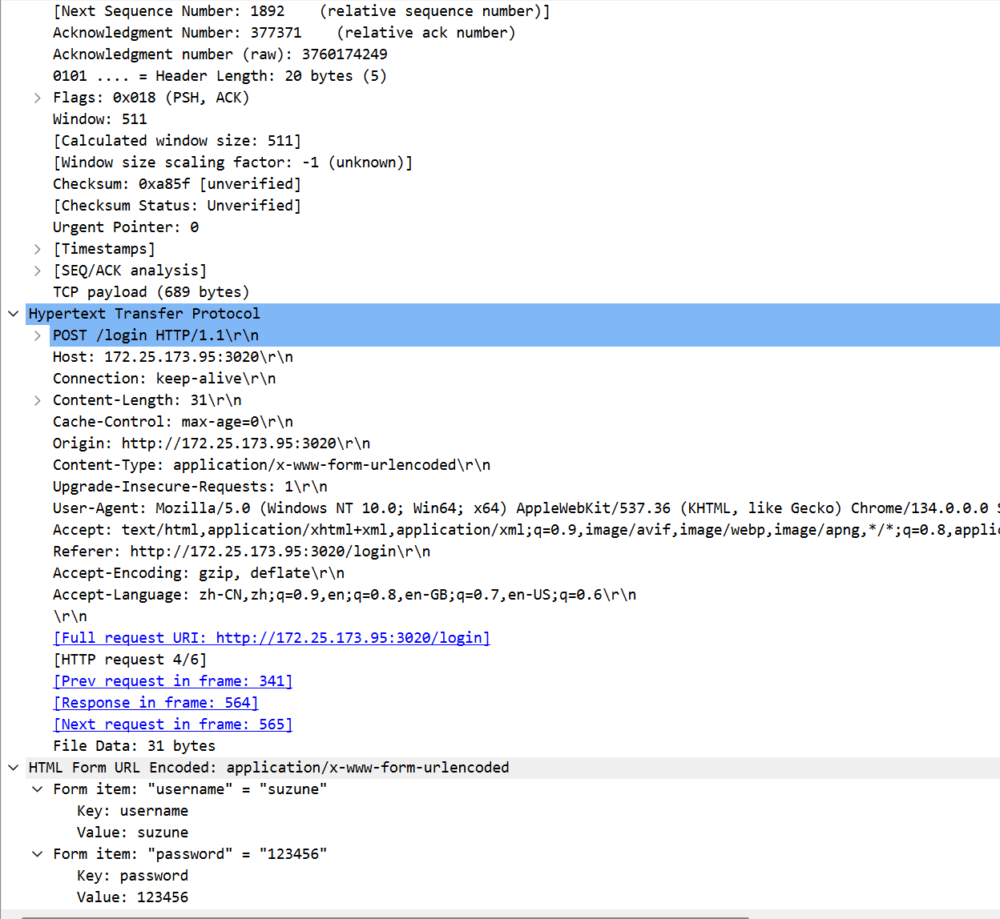 [Next Sequence Number: 1892    (relative sequence number)]
Acknowledgment Number: 377371    (relative ack number)
Acknowledgment number (raw): 3760174249
0101 .... = Header Length: 20 bytes (5)
Flags: 0x018 (PSH, ACK)
Window: 511
[Calculated window size: 511]
[Window size scaling factor: -1 (unknown)]
Checksum: 0xa85f [unverified]
[Checksum Status: Unverified]
Urgent Pointer: 0
[Timestamps]
[SEQ/ACK analysis]
TCP payload (689 bytes)
Hypertext Transfer Protocol
POST /login HTTP/1.1\r\n
Host: 172.25.173.95:3020\r\n
Connection: keep-alive\r\n
Content-Length: 31\r\n
Cache-Control: max-age=0\r\n
Origin: http://172.25.173.95:3020\r\n
Content-Type: application/x-www-form-urlencoded\r\n
Upgrade-Insecure-Requests: 1\r\n
User-Agent: Mozilla/5.0 (Windows NT 10.0; Win64; x64) AppleWebKit/537.36 (KHTML, like Gecko) Chrome/134.0.0.0 S
Accept: text/html,application/xhtml+xml,application/xml;q=0.9,image/avif,image/webp,image/apng,*/*;q=0.8,applic
Referer: http://172.25.173.95:3020/login\r\n
Accept-Encoding: gzip, deflate\r\n
Accept-Language: zh-CN,zh;q=0.9,en;q=0.8,en-GB;q=0.7,en-US;q=0.6\r\n
\r\n
[Full request URI: http://172.25.173.95:3020/login]
[HTTP request 4/6]
[Prev request in frame: 341]
[Response in frame: 564]
[Next request in frame: 565]
File Data: 31 bytes
HTML Form URL Encoded: application/x-www-form-urlencoded
Form item: "username" = "suzune"
Key: username
Value: suzune
Form item: "password" = "123456"
Key: password
Value: 123456